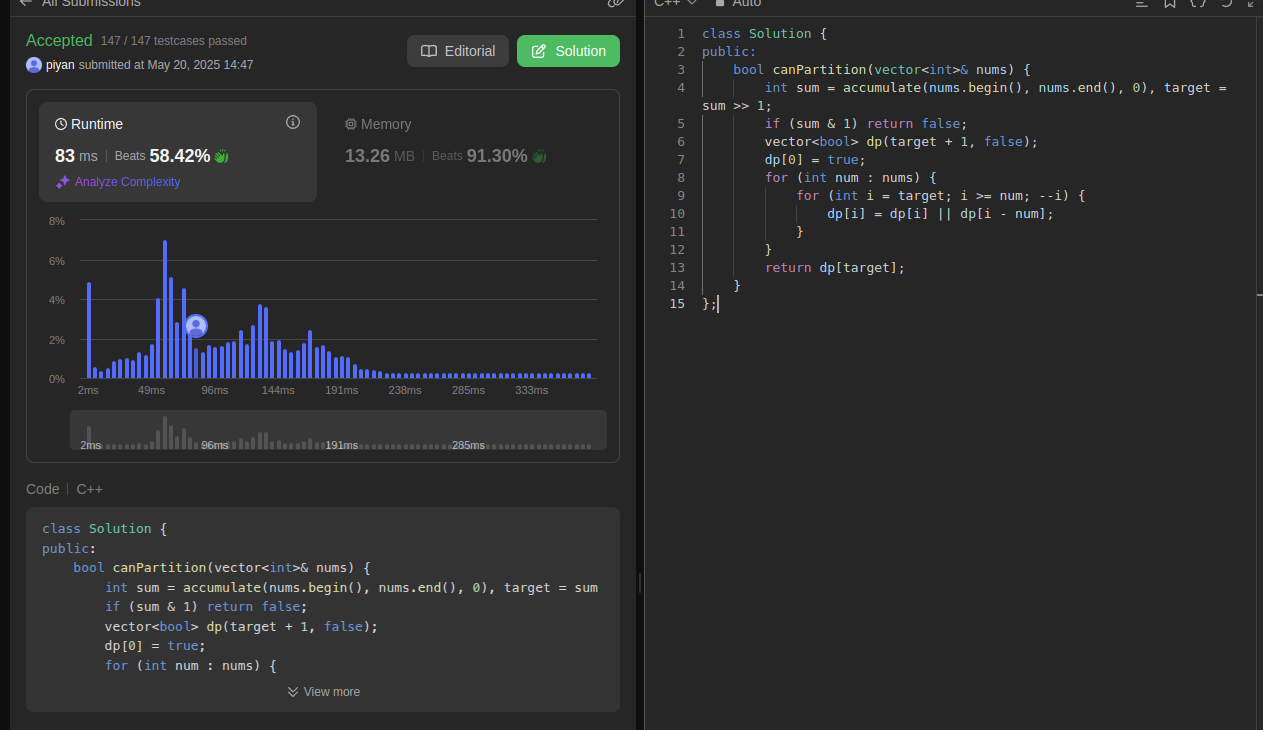 All Submissions
Accepted 147 / 147 testcases passed
piyan submitted at May 20, 2025 14:47
Editorial
Solution
Runtime
83 ms | Beats 58.42%
Analyze Complexity
Memory
13.26 MB | Beats 91.30%
8%
6%
4%
2%
0%
2ms 49ms 96ms 144ms 191ms 238ms 285ms 333ms
2ms 96ms 191ms 285ms
Code | C++
class Solution {
public:
    bool canPartition(vector<int>& nums) {
        int sum = accumulate(nums.begin(), nums.end(), 0), target = sum
        if (sum & 1) return false;
        vector<bool> dp(target + 1, false);
        dp[0] = true;
        for (int num : nums) {
View more
C++ Auto
1 class Solution {
2 public:
3     bool canPartition(vector<int>& nums) {
4         int sum = accumulate(nums.begin(), nums.end(), 0), target =
sum >> 1;
5         if (sum & 1) return false;
6         vector<bool> dp(target + 1, false);
7         dp[0] = true;
8         for (int num : nums) {
9             for (int i = target; i >= num; --i) {
10                 dp[i] = dp[i] || dp[i - num];
11             }
12         }
13         return dp[target];
14     }
15 };